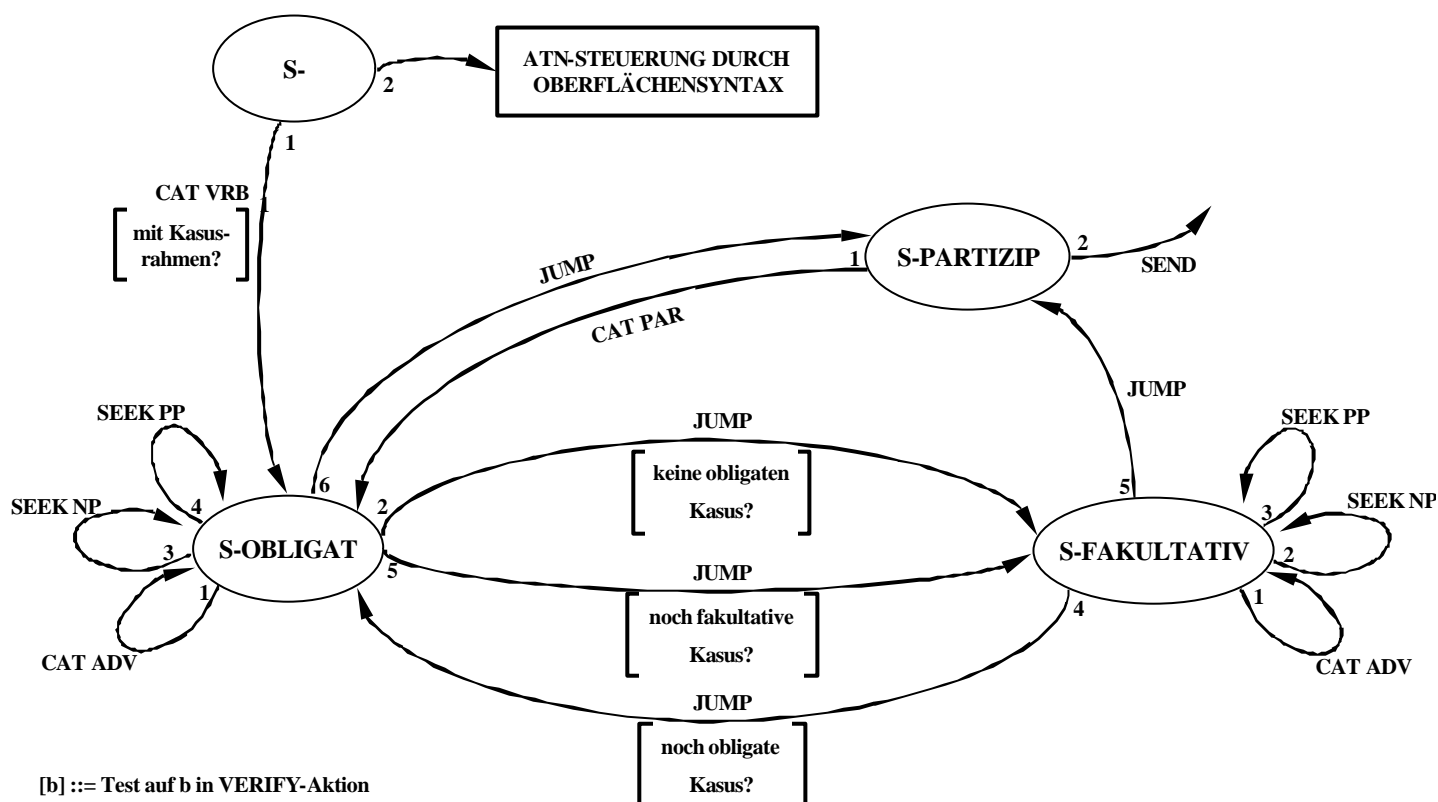 S-
2
ATN-STEUERUNG DURCH
OBERFLÄCHENSYNTAX
1
CAT VRB
1
mit Kasus-
rahmen?
JUMP
CAT PAR
1
S-PARTIZIP
2
SEND
JUMP
SEEK PP
SEEK NP
CAT ADV
4
3
1
S-OBLIGAT
6
2
5
JUMP
keine obligaten
Kasus?
JUMP
noch fakultative
Kasus?
JUMP
noch obligate
Kasus?
5
S-FAKULTATIV
4
3
2
1
SEEK PP
SEEK NP
CAT ADV
[b] ::= Test auf b in VERIFY-Aktion